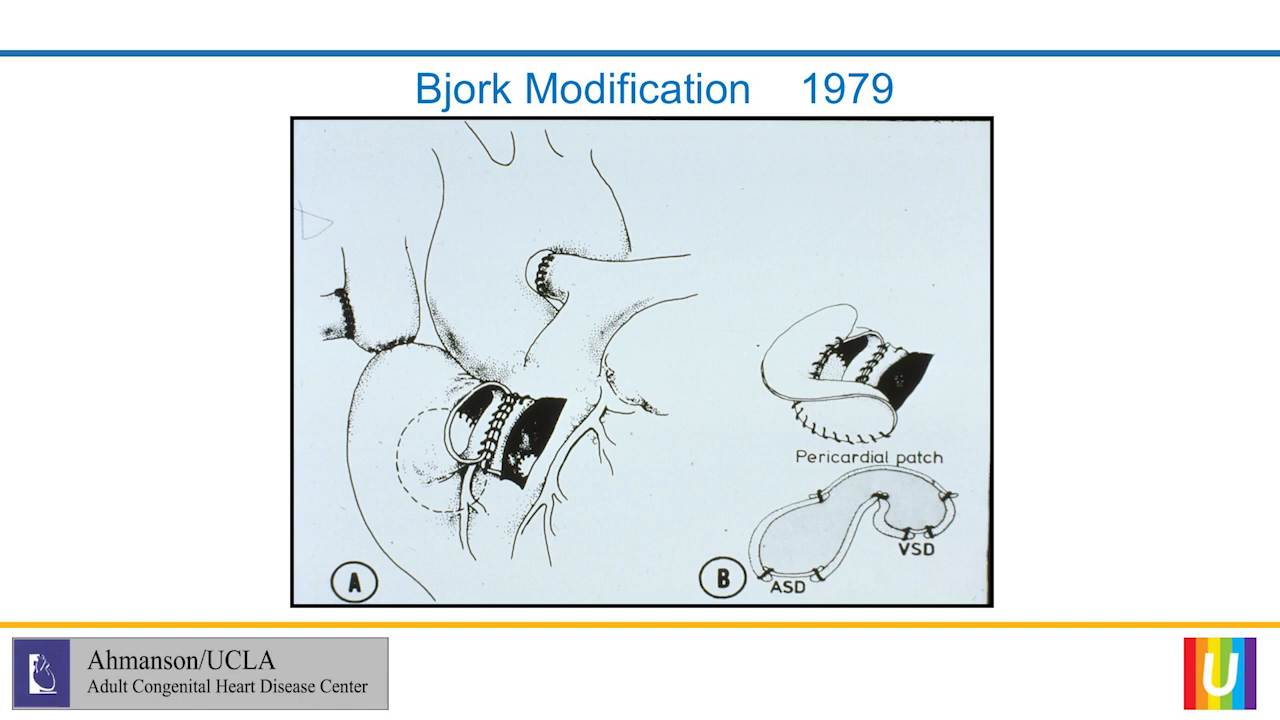 Bjork Modification 1979
Pericardial patch
VSD
ASD
A
B
Ahmanson/UCLA
Adult Congenital Heart Disease Center
U